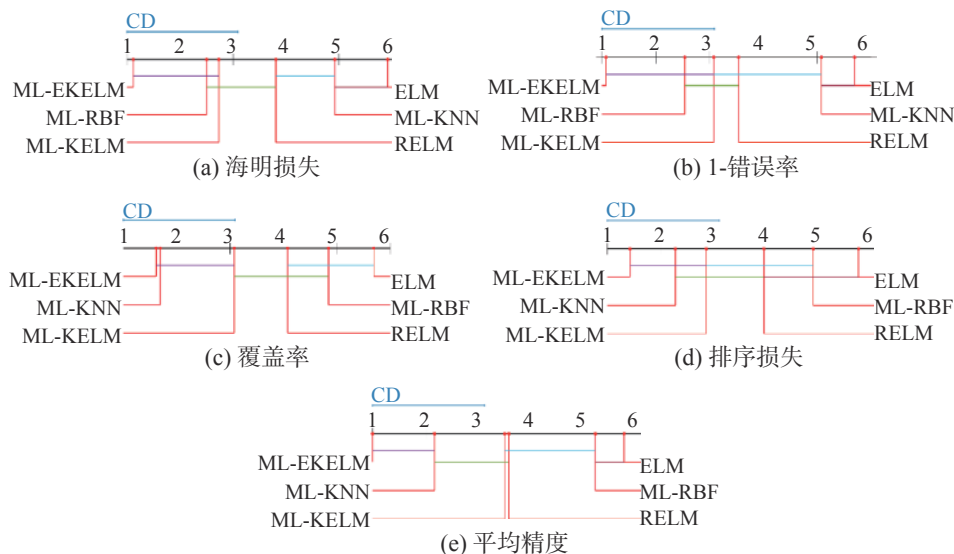 CD
1 2 3 4 5 6
ML-EKELM ELM
ML-RBF ML-KNN
ML-KELM RELM
(a) 海明损失
CD
1 2 3 4 5 6
ML-EKELM ELM
ML-RBF ML-KNN
ML-KELM RELM
(b) 1-错误率
CD
1 2 3 4 5 6
ML-EKELM ELM
ML-KNN ML-RBF
ML-KELM RELM
(c) 覆盖率
CD
1 2 3 4 5 6
ML-EKELM ELM
ML-KNN ML-RBF
ML-KELM RELM
(d) 排序损失
CD
1 2 3 4 5 6
ML-EKELM ELM
ML-KNN ML-RBF
ML-KELM RELM
(e) 平均精度